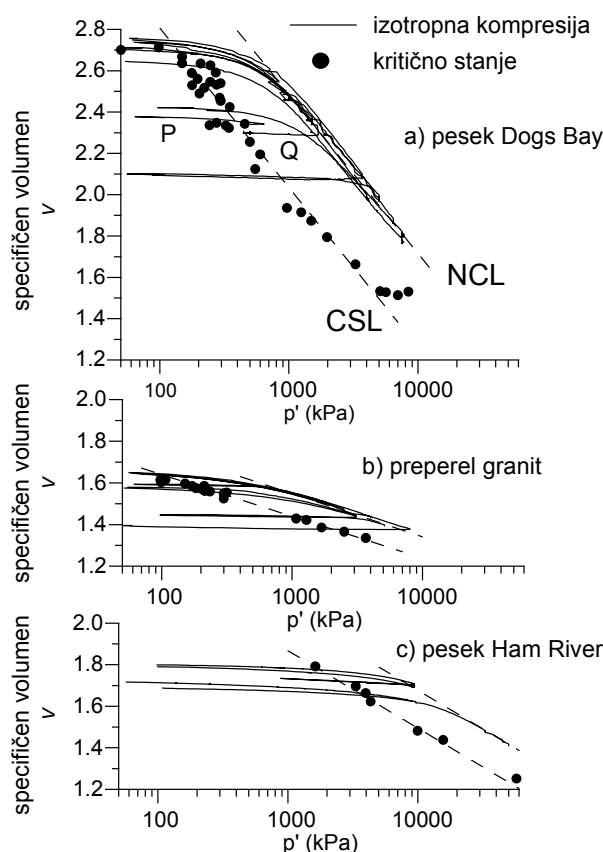 izotropna kompresija
kritično stanje
2.8
2.6
2.4
2.2
2.0
1.8
1.6
1.4
1.2
specifičen volumen
v
P
Q
a) pesek Dogs Bay
NCL
CSL
100
1000
10000
p' (kPa)
2.0
1.8
1.6
1.4
1.2
specifičen volumen
v
b) preperel granit
100
1000
10000
p' (kPa)
2.0
1.8
1.6
1.4
1.2
specifičen volumen
v
c) pesek Ham River
100
1000
10000
p' (kPa)